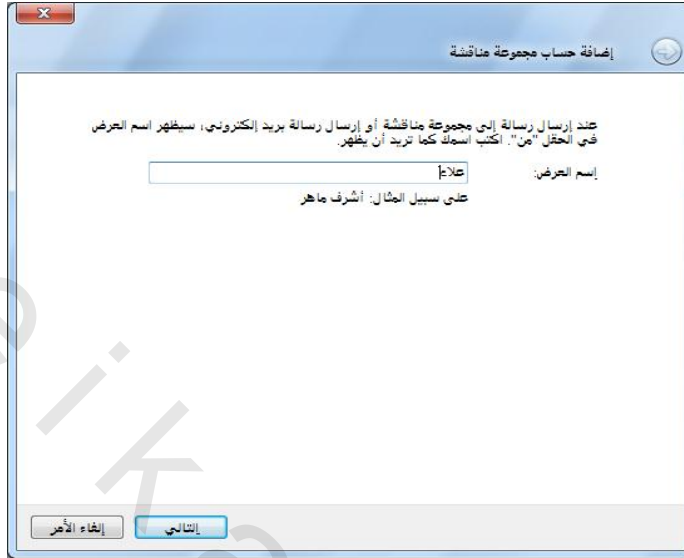 إضافة حساب مجموعة مناقشة
عند إرسال رسالة إلى مجموعة مناقشة أو إرسال رسالة بريد إلكتروني، سيظهر اسم العرض
في الحقل "من". اكتب اسمك كما تريد أن يظهر.
إسم العرض: علاء
على سبيل المثال: أشرف ماهر
التالي إلغاء الأمر
e i k